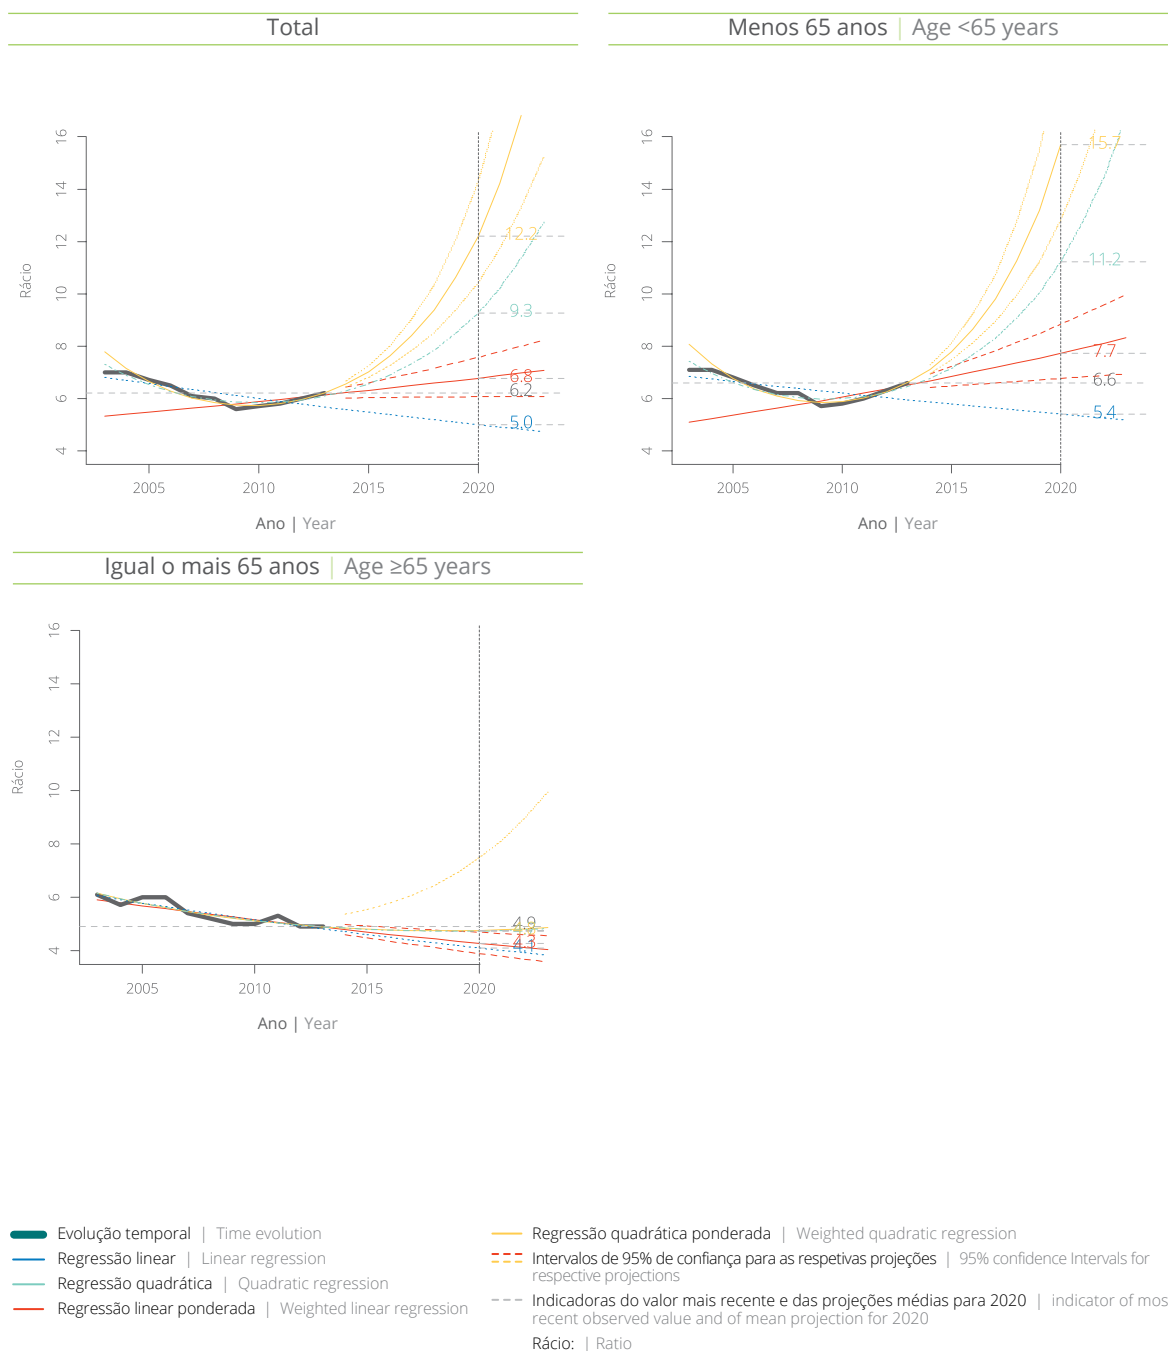 Total
Menos 65 anos | Age <65 years
16
14
12
10
8
6
4
Rácio
12.2
9.3
6.8
6.2
5.0
2005 2010 2015 2020
Ano | Year
16
14
12
10
8
6
4
Rácio
15.7
11.2
7.7
6.6
5.4
2005 2010 2015 2020
Ano | Year
Igual o mais 65 anos | Age ≥65 years
16
14
12
10
8
6
4
Rácio
4.9
4.3
2005 2010 2015 2020
Ano | Year
Evolução temporal | Time evolution
Regressão linear | Linear regression
Regressão quadrática | Quadratic regression
Regressão linear ponderada | Weighted linear regression
Regressão quadrática ponderada | Weighted quadratic regression
Intervalos de 95% de confiança para as respetivas projeções | 95% confidence Intervals for
respective projections
Indicadoras do valor mais recente e das projeções médias para 2020 | indicator of mos
recent observed value and of mean projection for 2020
Rácio: | Ratio